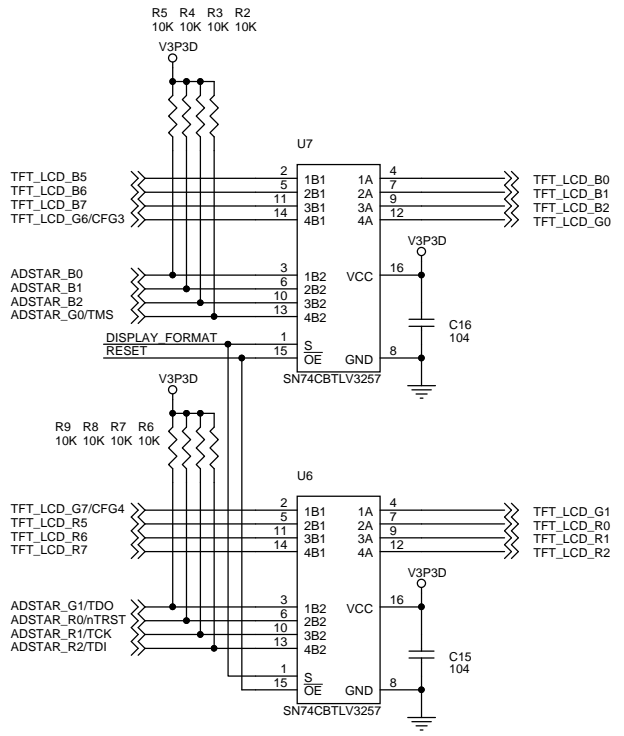 R5 R4 R3 R2
10K 10K 10K 10K
V3P3D
U7
TFT_LCD_B5 2 1B1 1A 4 TFT_LCD_B0
TFT_LCD_B6 5 2B1 2A 7 TFT_LCD_B1
TFT_LCD_B7 11 3B1 3A 9 TFT_LCD_B2
TFT_LCD_G6/CFG3 14 4B1 4A 12 TFT_LCD_G0
V3P3D
ADSTAR_B0 3 1B2 VCC 16
ADSTAR_B1 6 2B2
ADSTAR_B2 10 3B2
ADSTAR_G0/TMS 13 4B2
C16
104
DISPLAY_FORMAT 1 S
RESET 15 OE GND 8
SN74CBTLV3257
V3P3D
R9 R8 R7 R6
10K 10K 10K 10K
U6
TFT_LCD_G7/CFG4 2 1B1 1A 4 TFT_LCD_G1
TFT_LCD_R5 5 2B1 2A 7 TFT_LCD_R0
TFT_LCD_R6 11 3B1 3A 9 TFT_LCD_R1
TFT_LCD_R7 14 4B1 4A 12 TFT_LCD_R2
V3P3D
ADSTAR_G1/TDO 3 1B2 VCC 16
ADSTAR_R0/nTRST 6 2B2
ADSTAR_R1/TCK 10 3B2
ADSTAR_R2/TDI 13 4B2
C15
104
1 S
15 OE GND 8
SN74CBTLV3257